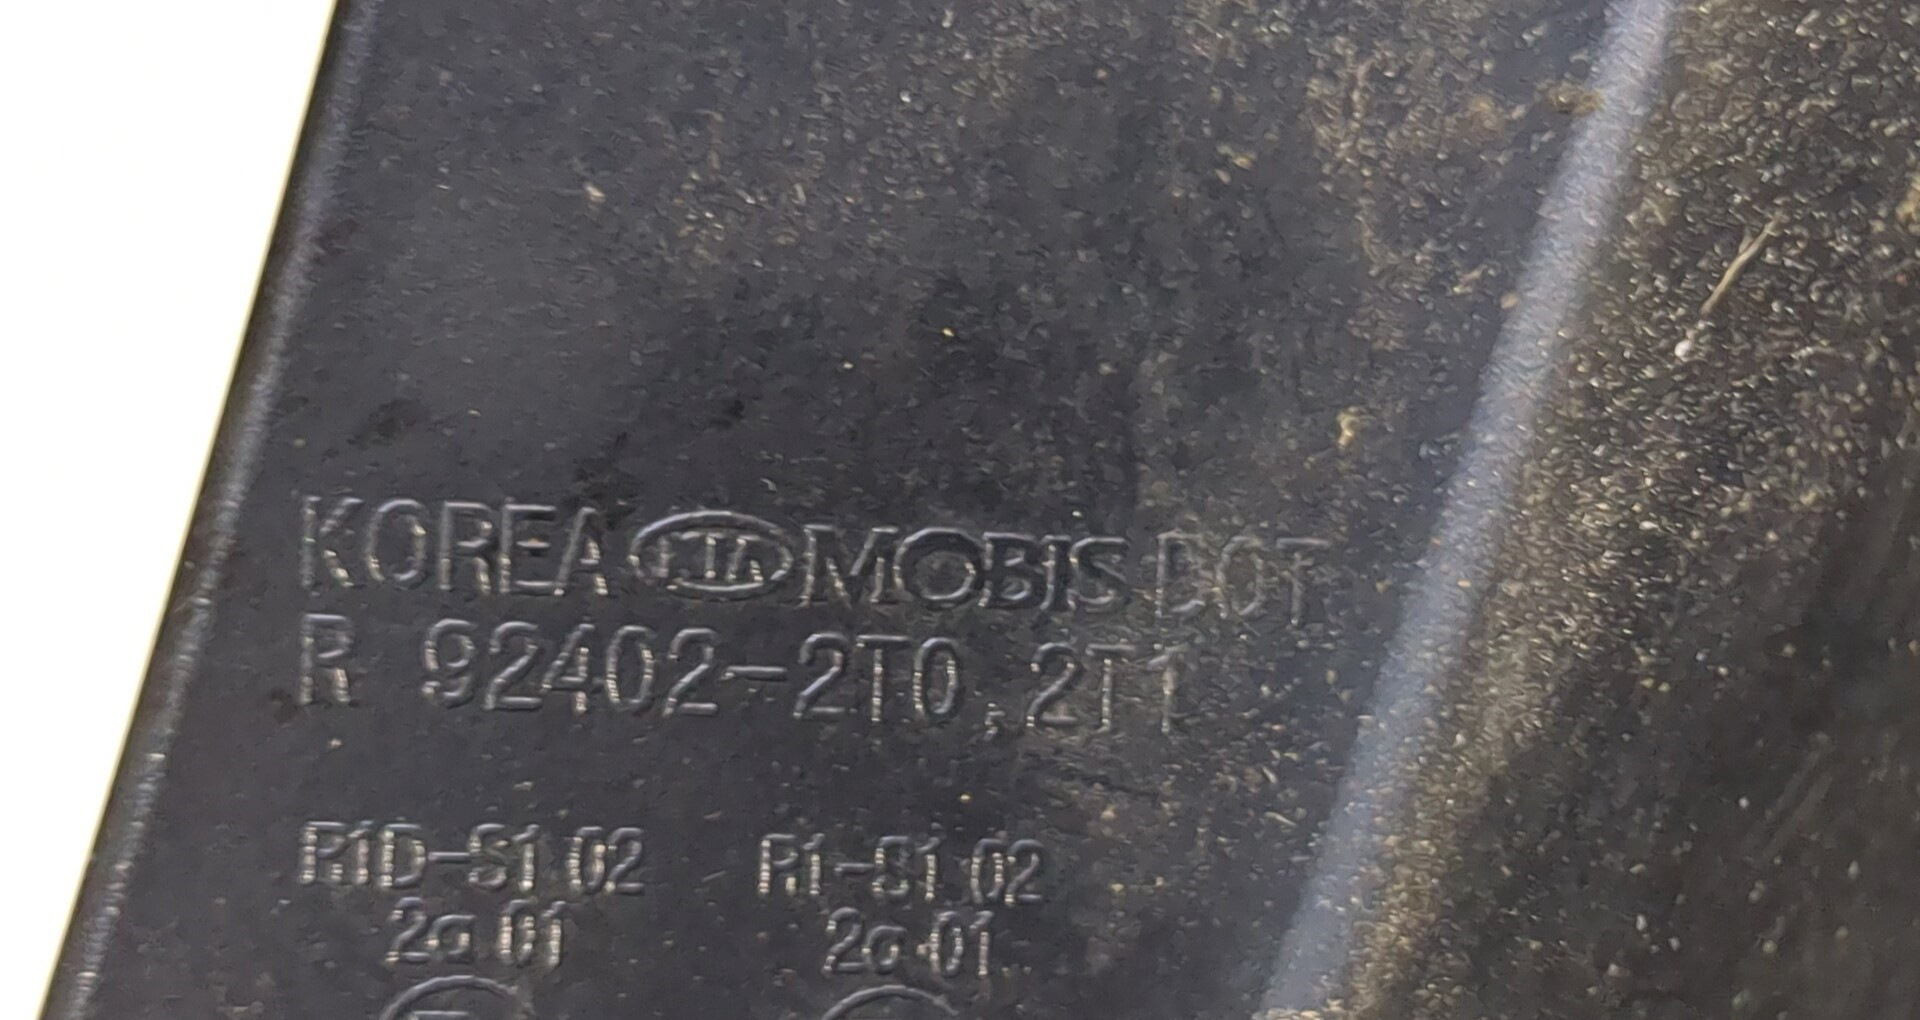 KOREA KIA MOBIS DOT
R 92402-2T0,2T1
R1D-S1 02 R1-S1 02
2a 01 2a 01